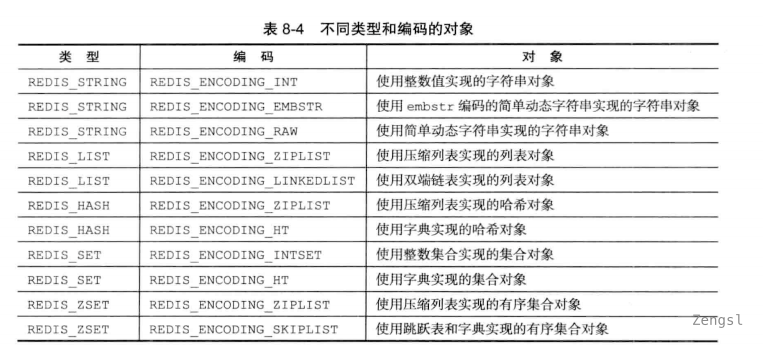 表 8-4 不同类型和编码的对象
类 型 编 码 对 象
REDIS_STRING REDIS_ENCODING_INT 使用整数值实现的字符串对象
REDIS_STRING REDIS_ENCODING_EMBSTR 使用 embstr 编码的简单动态字符串实现的字符串对象
REDIS_STRING REDIS_ENCODING_RAW 使用简单动态字符串实现的字符串对象
REDIS_LIST REDIS_ENCODING_ZIPLIST 使用压缩列表实现的列表对象
REDIS_LIST REDIS_ENCODING_LINKEDLIST 使用双端链表实现的列表对象
REDIS_HASH REDIS_ENCODING_ZIPLIST 使用压缩列表实现的哈希对象
REDIS_HASH REDIS_ENCODING_HT 使用字典实现的哈希对象
REDIS_SET REDIS_ENCODING_INTSET 使用整数集合实现的集合对象
REDIS_SET REDIS_ENCODING_HT 使用字典实现的集合对象
REDIS_ZSET REDIS_ENCODING_ZIPLIST 使用压缩列表实现的有序集合对象
REDIS_ZSET REDIS_ENCODING_SKIPLIST 使用跳跃表和字典实现的有序集合对象
Zengsl